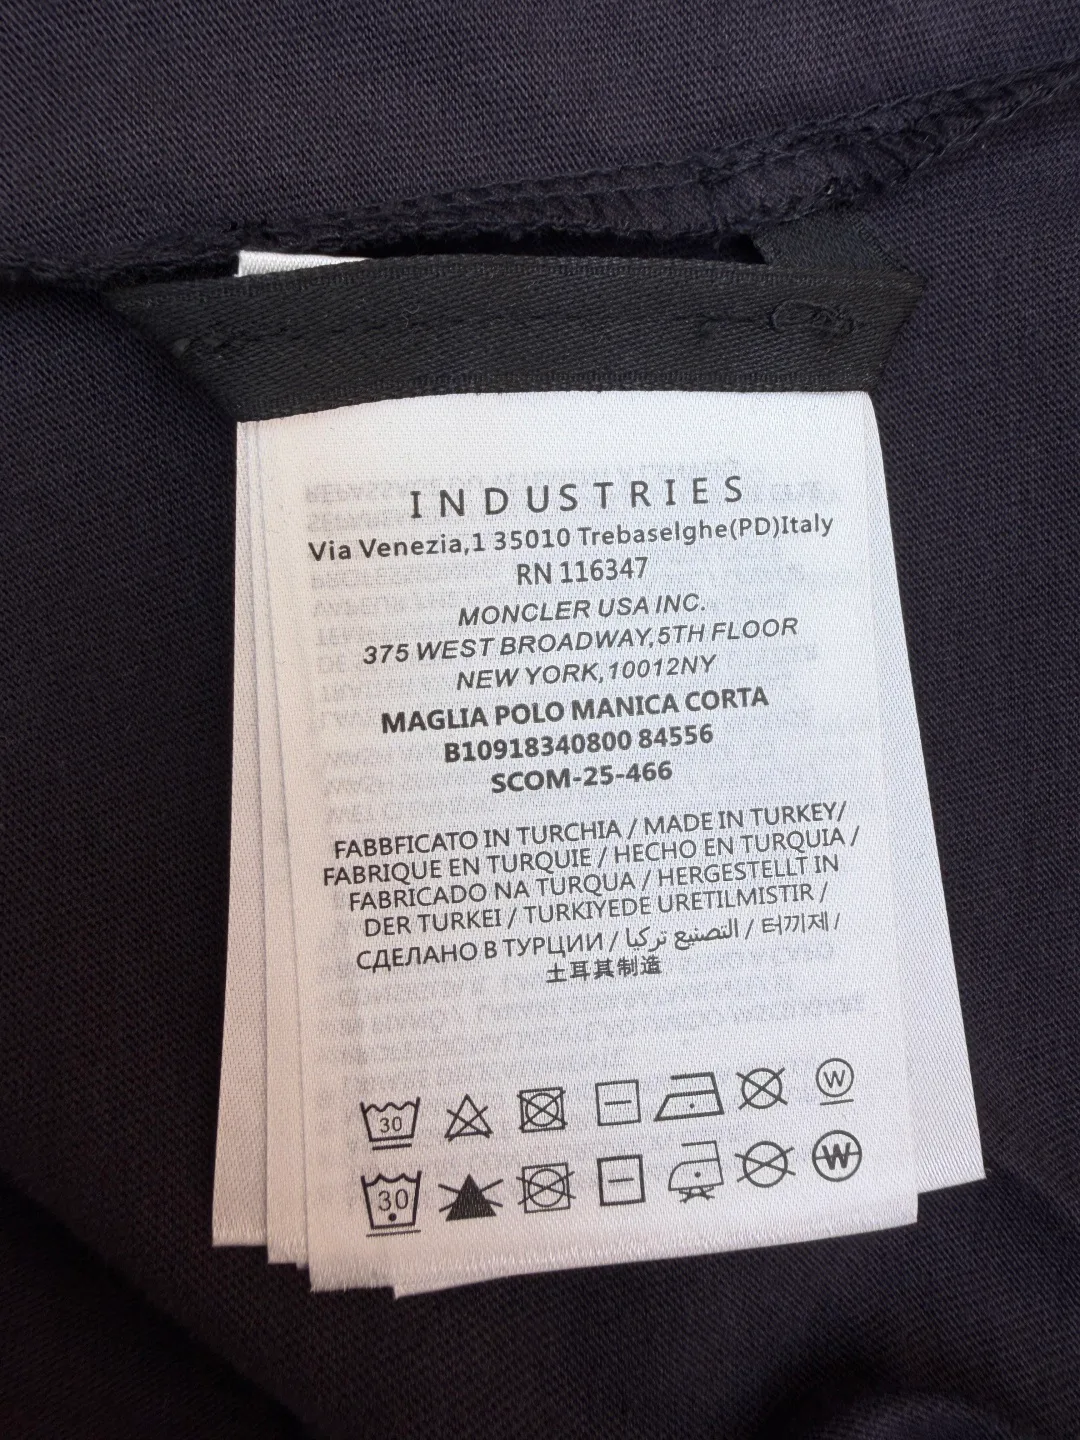 INDUSTRIES
Via Venezia,1 35010 Trebaselghe(PD)Italy
RN 116347
MONCLER USA INC.
375 WEST BROADWAY,5TH FLOOR
NEW YORK,10012NY
MAGLIA POLO MANICA CORTA
B10918340800 84556
SCOM-25-466
FABBFICATO IN TURCHIA / MADE IN TURKEY/
FABRIQUE EN TURQUIE / HECHO EN TURQUIA /
FABRICADO NA TURQUA / HERGESTELLT IN
DER TURKEI / TURKIYEDE URETILMISTIR /
СДЕЛАНО В ТУРЦИИ / التصنيع تركيا / 터끼제 /
土耳其制造
30 W
30 W